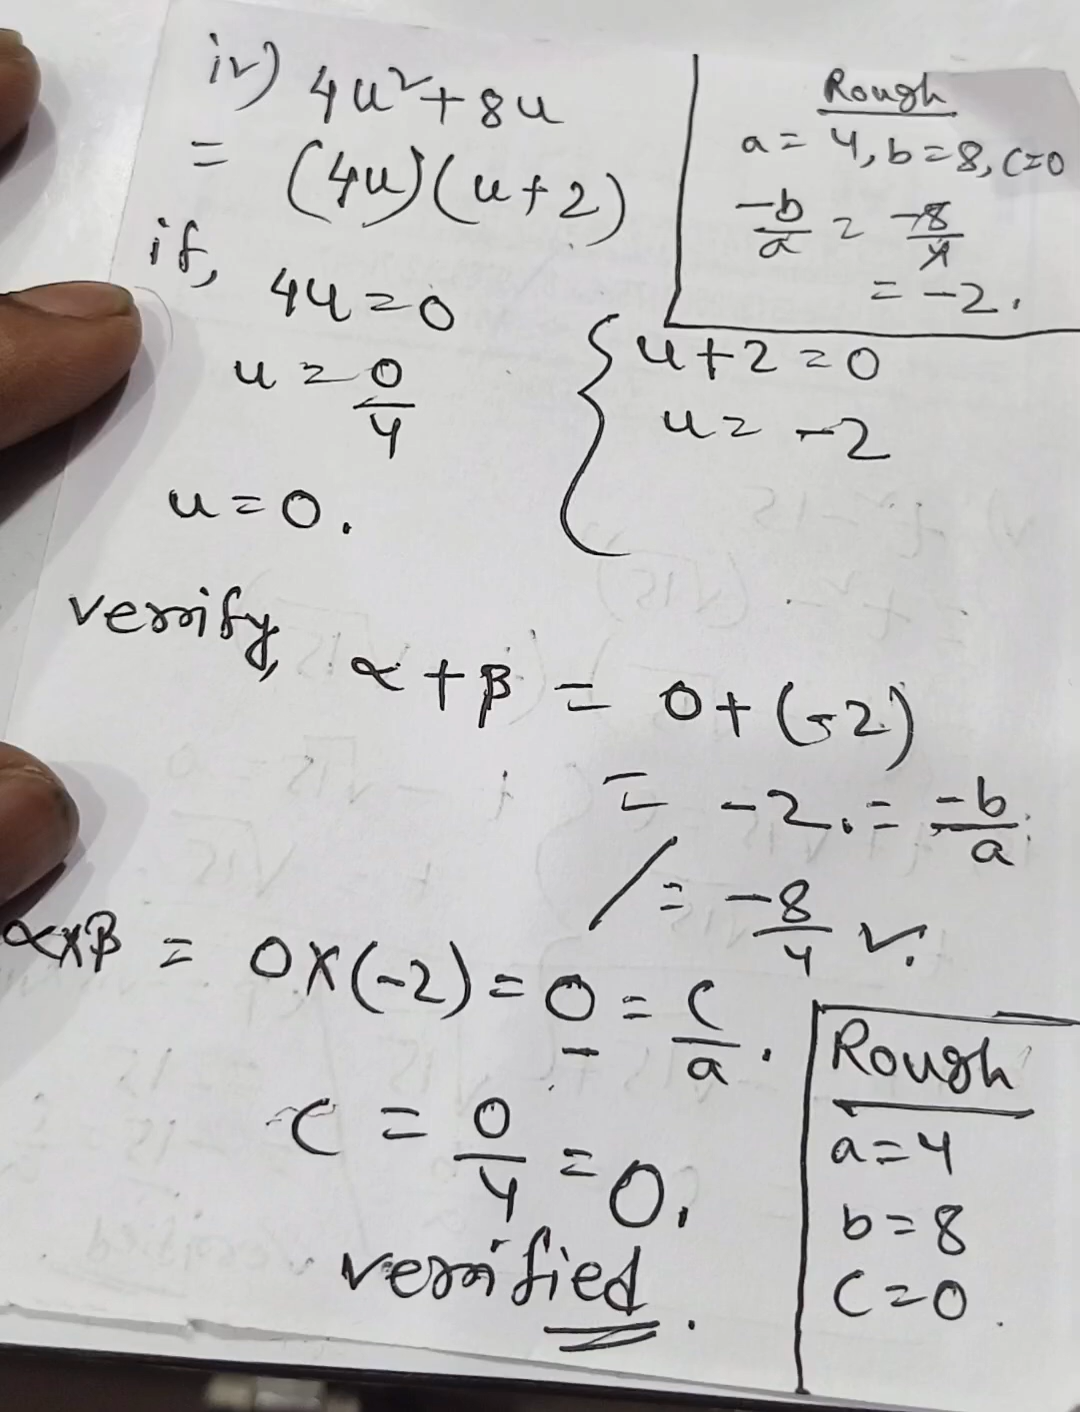 iv) 4u²+8u
= (4u)(u+2)
if,
4u=0
u=0/4
u=0.
Rough
a=4, b=8, c=0
-b/a = -8/4
= -2.
u+2=0
u=-2
verify, α+β = 0+(-2)
= -2. = -b/a
= -8/4
α×β = 0×(-2)=0=c/a.
c = 0/4 = 0.
verified.
Rough
a=4
b=8
c=0